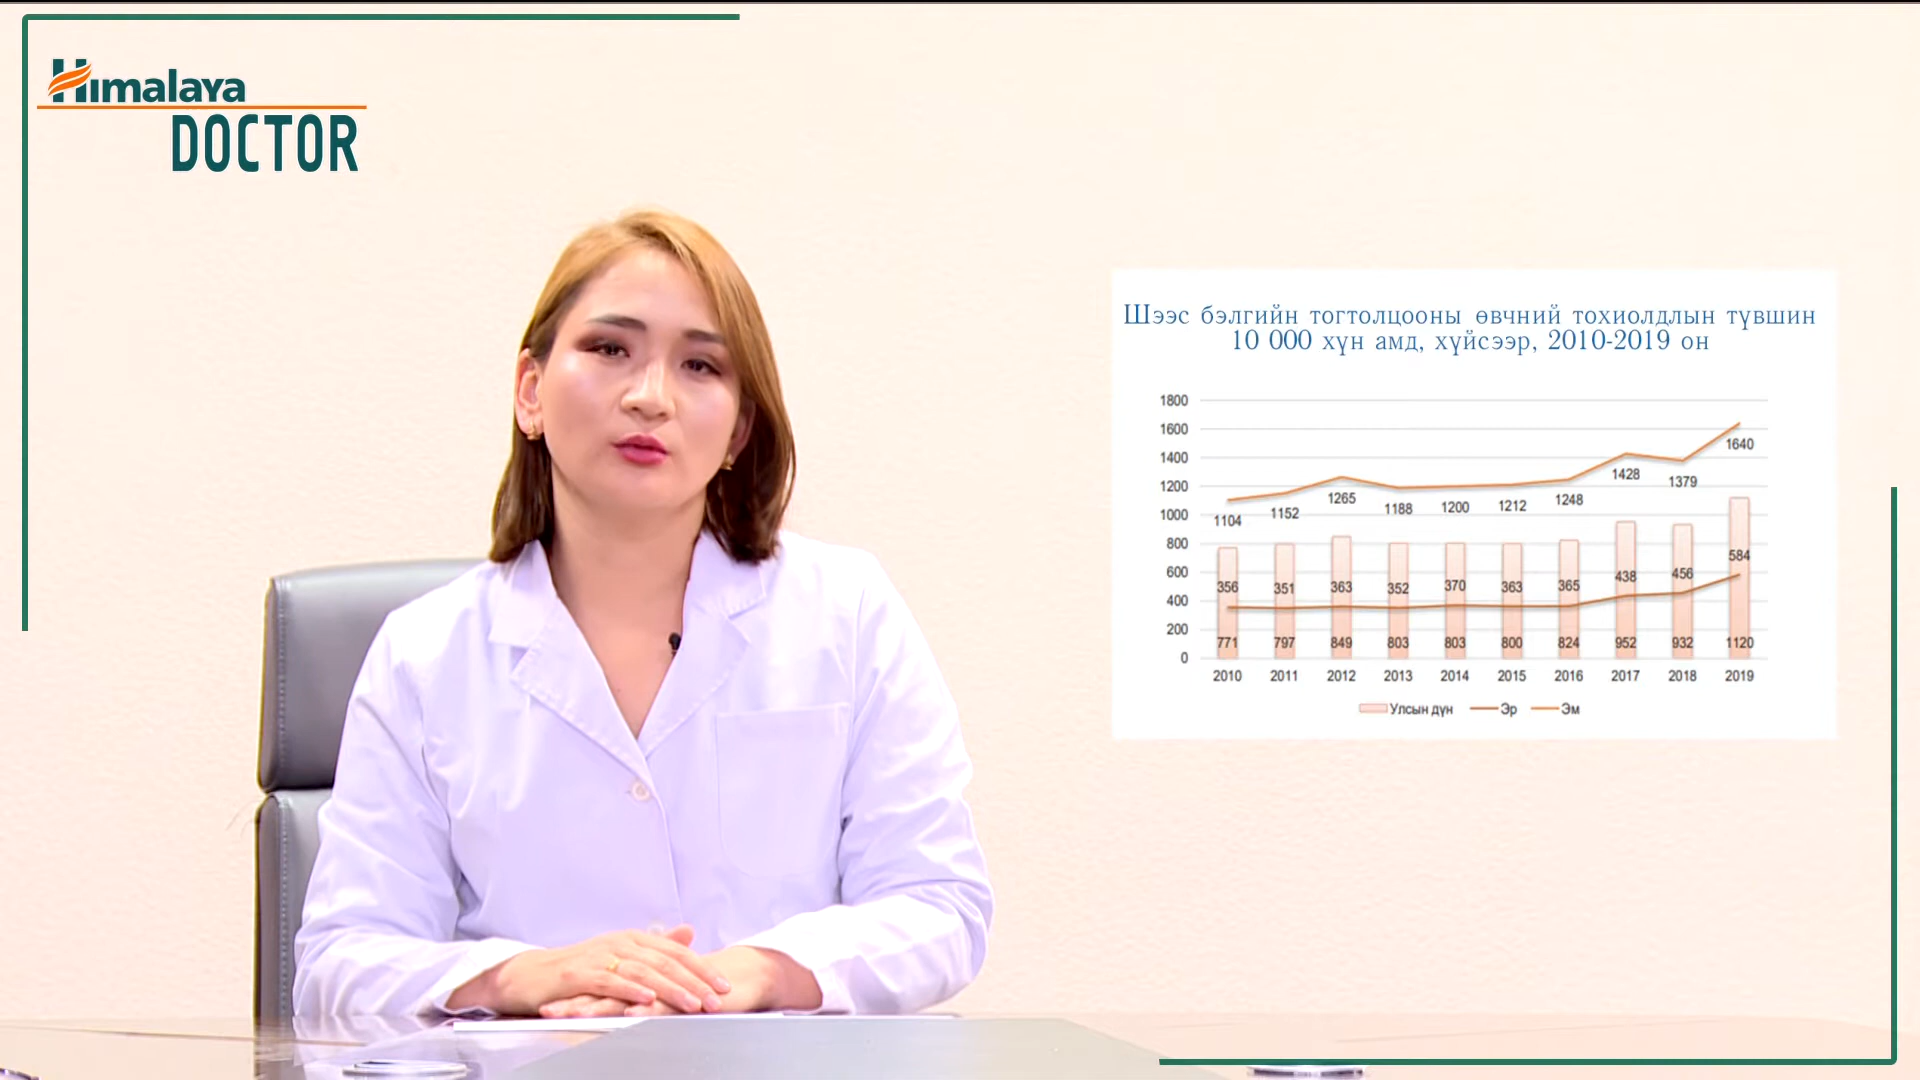 Himalaya
DOCTOR
Шээс бэлгийн тогтолцооны өвчний тохиолдлын түвшин
10 000 хүн амд, хүйсээр, 2010-2019 он
1800
1600
1400
1200
1000
800
600
400
200
0
1104 1152 1265 1188 1200 1212 1248 1428 1379 1640
356 351 363 352 370 363 365 438 456 584
771 797 849 803 803 800 824 952 932 1120
2010 2011 2012 2013 2014 2015 2016 2017 2018 2019
Улсын дүн Эр Эм